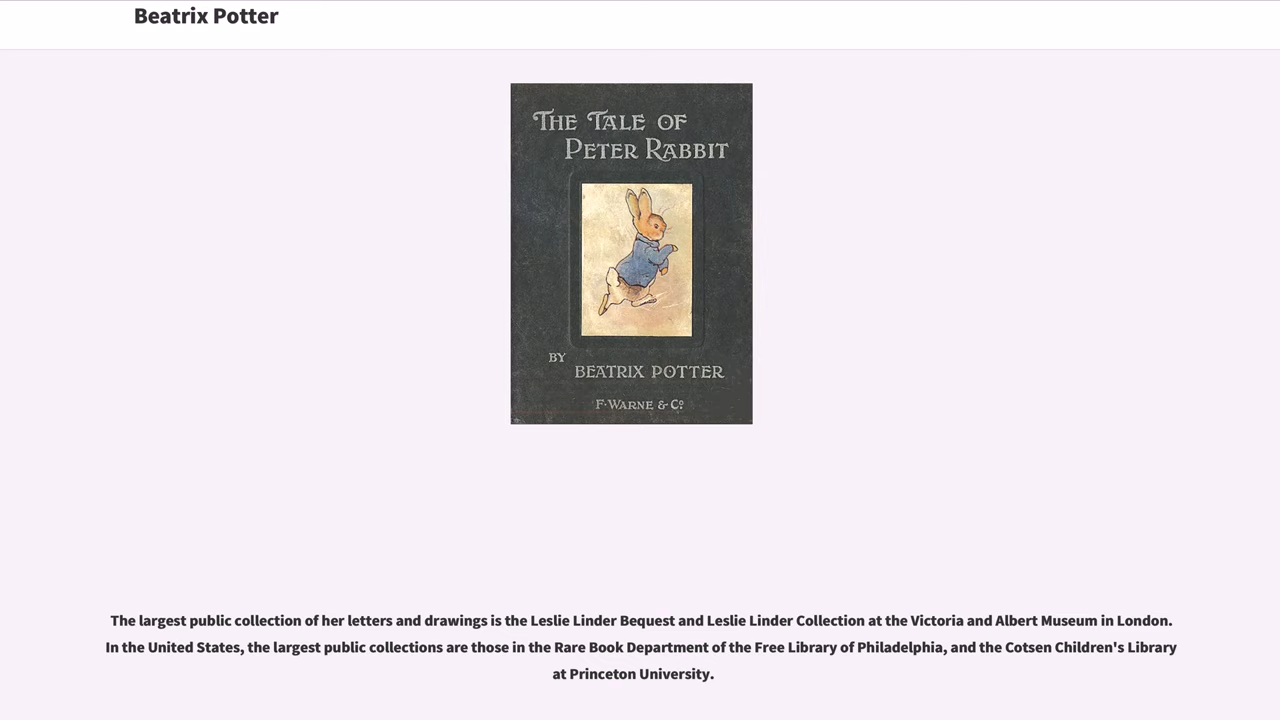 Beatrix Potter
THE TALE OF
PETER RABBIT
BY
BEATRIX POTTER
F. WARNE & Co
The largest public collection of her letters and drawings is the Leslie Linder Bequest and Leslie Linder Collection at the Victoria and Albert Museum in London.
In the United States, the largest public collections are those in the Rare Book Department of the Free Library of Philadelphia, and the Cotsen Children's Library
at Princeton University.